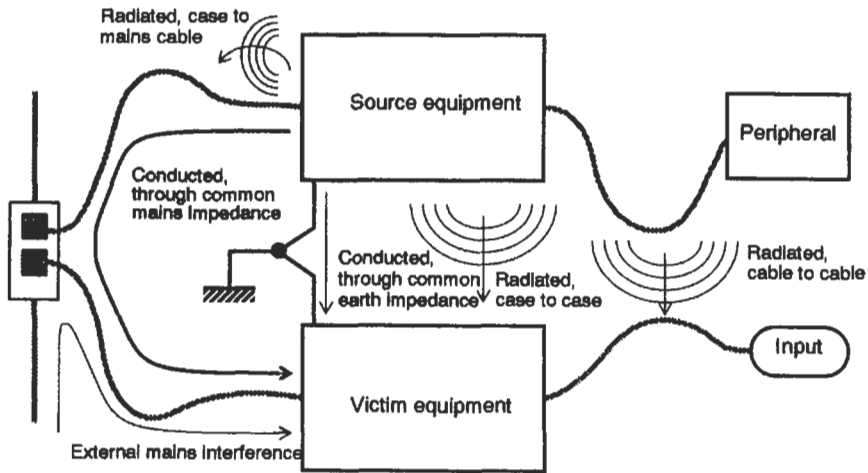 Radiated, case to
mains cable
Source equipment
Peripheral
Conducted,
through common
mains impedance
Conducted,
through common
earth impedance
Radiated,
case to case
Radiated,
cable to cable
Input
Victim equipment
External mains interference